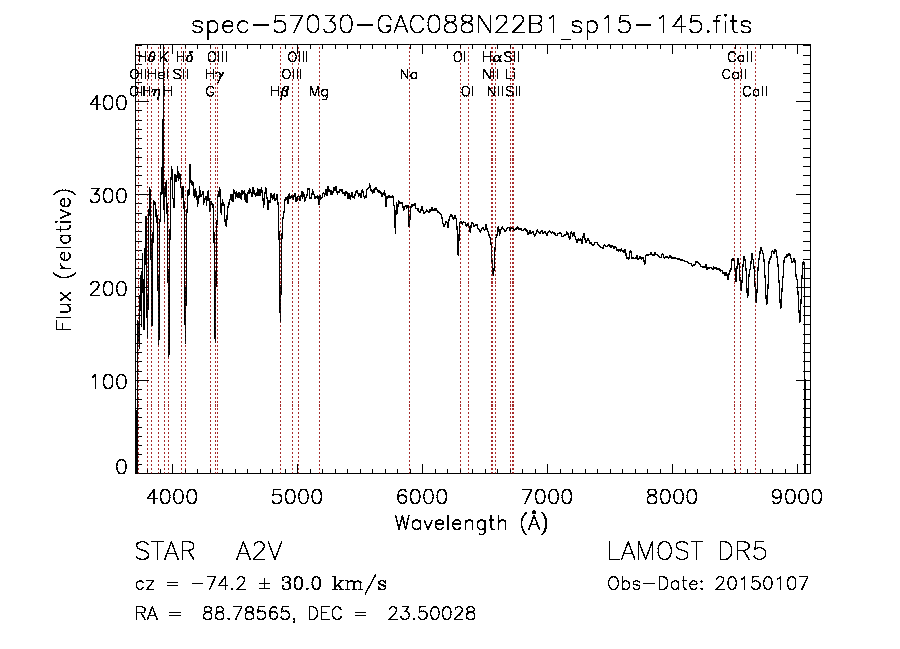 spec-57030-GAC088N22B1_sp15-145.fits
Hθ K Hδ OIII OIII OI Hα SII CaII
OII HeI SII Hγ OIII Na NII Li CaII
OII Hη H G Hβ Mg OI NII SII CaII
400
300
200
100
0
Flux (relative)
4000 5000 6000 7000 8000 9000
Wavelength (Å)
STAR A2V LAMOST DR5
cz = -74.2 ± 30.0 km/s Obs-Date: 20150107
RA = 88.78565, DEC = 23.50028